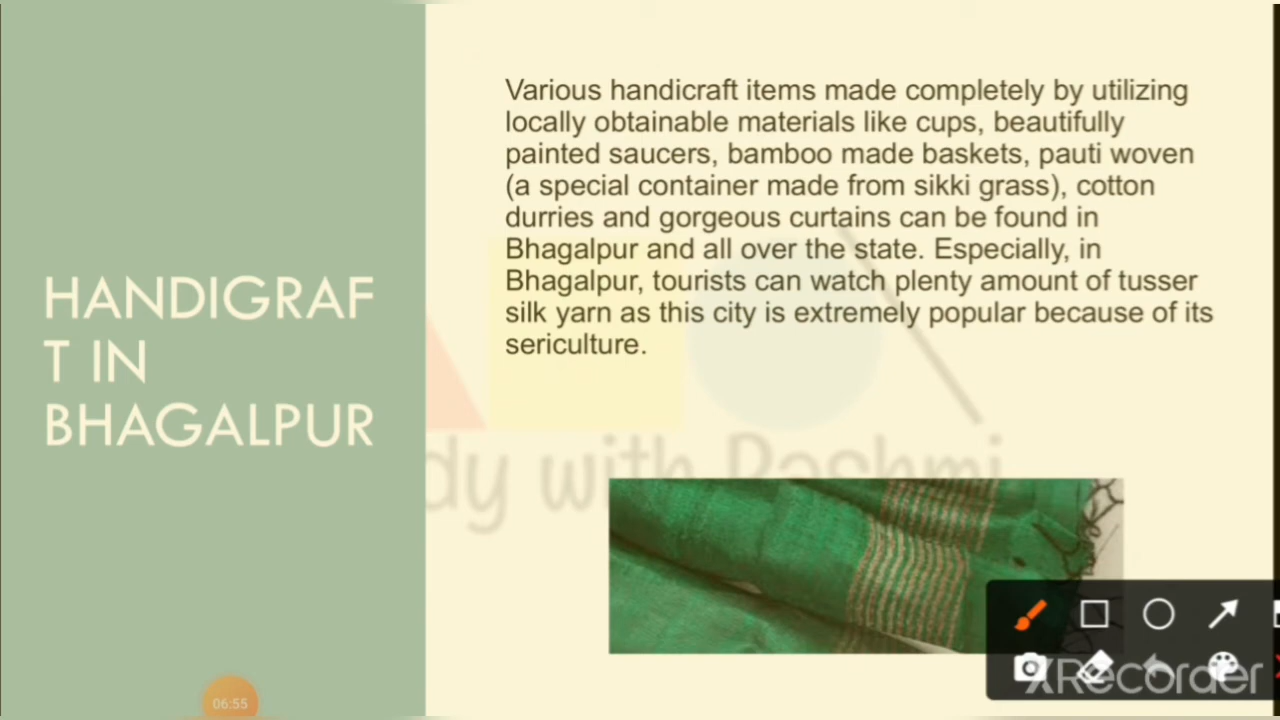 HANDIGRAF
T IN
BHAGALPUR
Various handicraft items made completely by utilizing
locally obtainable materials like cups, beautifully
painted saucers, bamboo made baskets, pauti woven
(a special container made from sikki grass), cotton
durries and gorgeous curtains can be found in
Bhagalpur and all over the state. Especially, in
Bhagalpur, tourists can watch plenty amount of tusser
silk yarn as this city is extremely popular because of its
sericulture.
dy with Rashmi
06:55
XRecorder